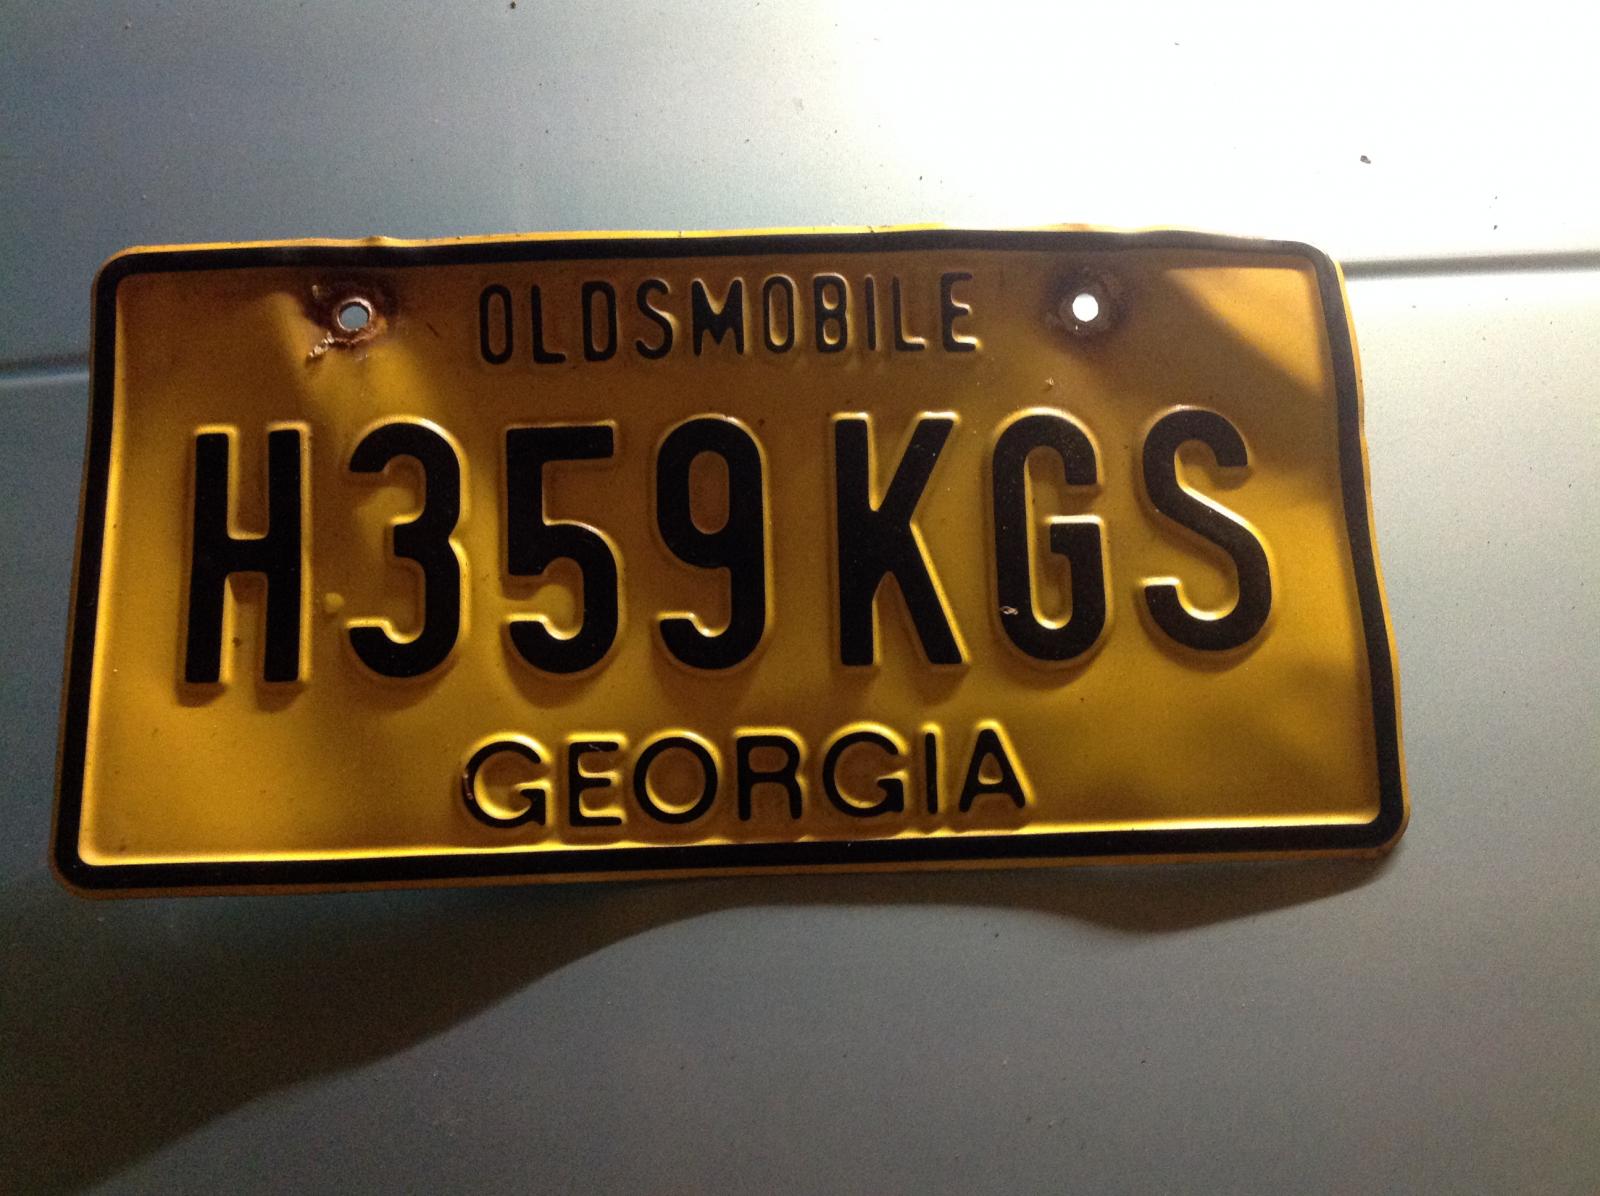 OLDSMOBILE
H359 KGS
GEORGIA